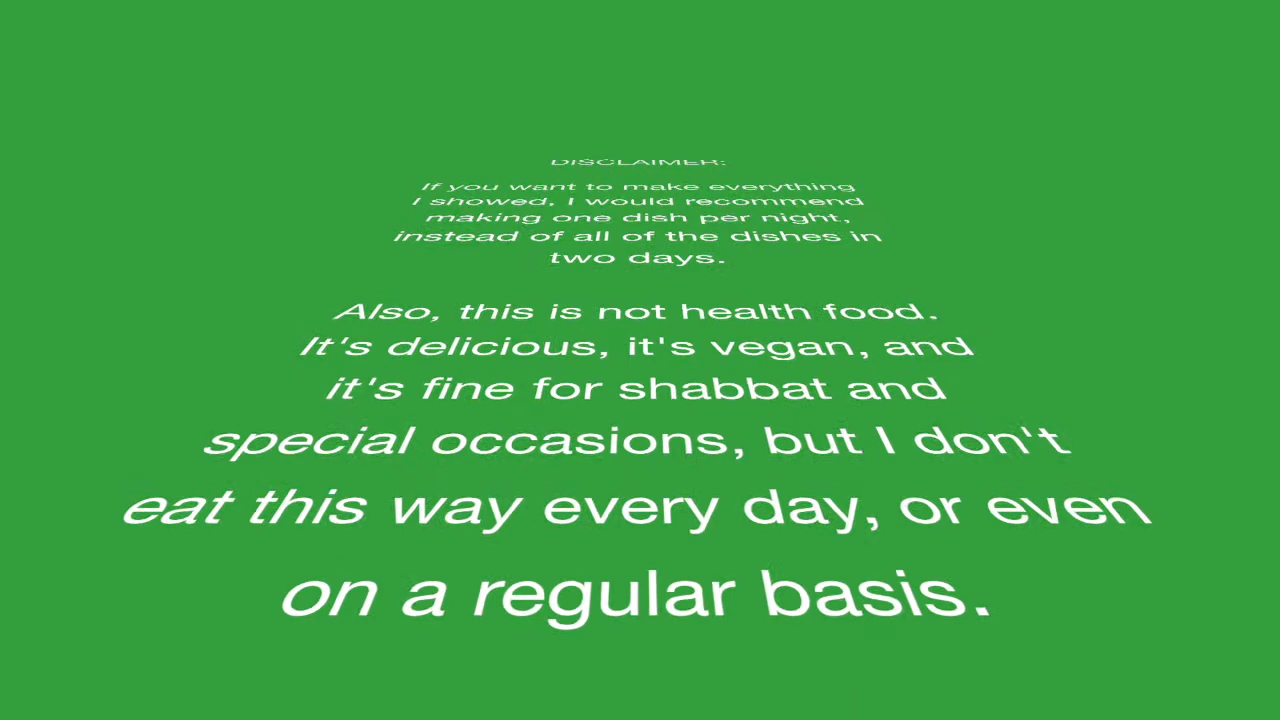 DISCLAIMER:
If you want to make everything
I showed, I would recommend
making one dish per night,
instead of all of the dishes in
two days.
Also, this is not health food.
It's delicious, it's vegan, and
it's fine for shabbat and
special occasions, but I don't
eat this way every day, or even
on a regular basis.